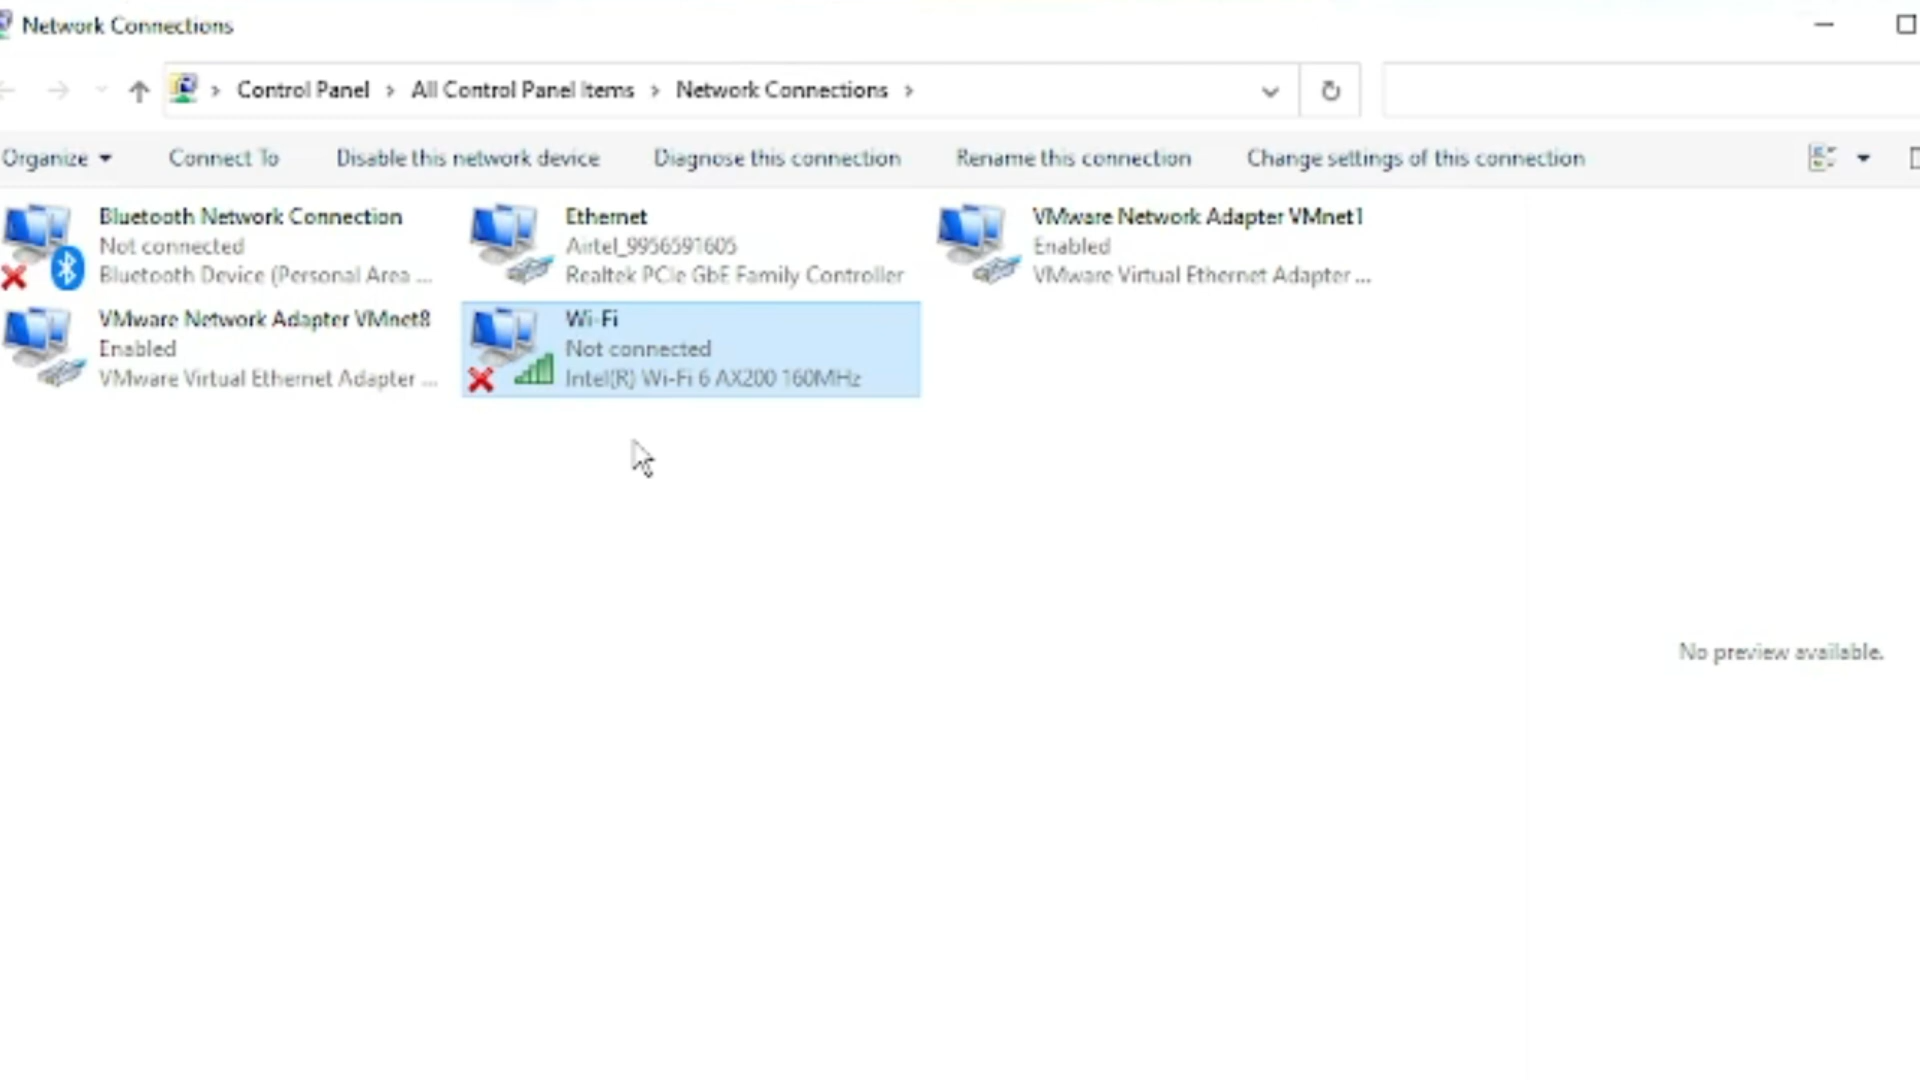 Network Connections
Control Panel > All Control Panel Items > Network Connections >
Organize Connect To Disable this network device Diagnose this connection Rename this connection Change settings of this connection
Bluetooth Network Connection
Not connected
Bluetooth Device (Personal Area ...
Ethernet
Airtel_9956591605
Realtek PCIe GbE Family Controller
VMware Network Adapter VMnet1
Enabled
VMware Virtual Ethernet Adapter ...
VMware Network Adapter VMnet8
Enabled
VMware Virtual Ethernet Adapter ...
Wi-Fi
Not connected
Intel(R) Wi-Fi 6 AX200 160MHz
No preview available.